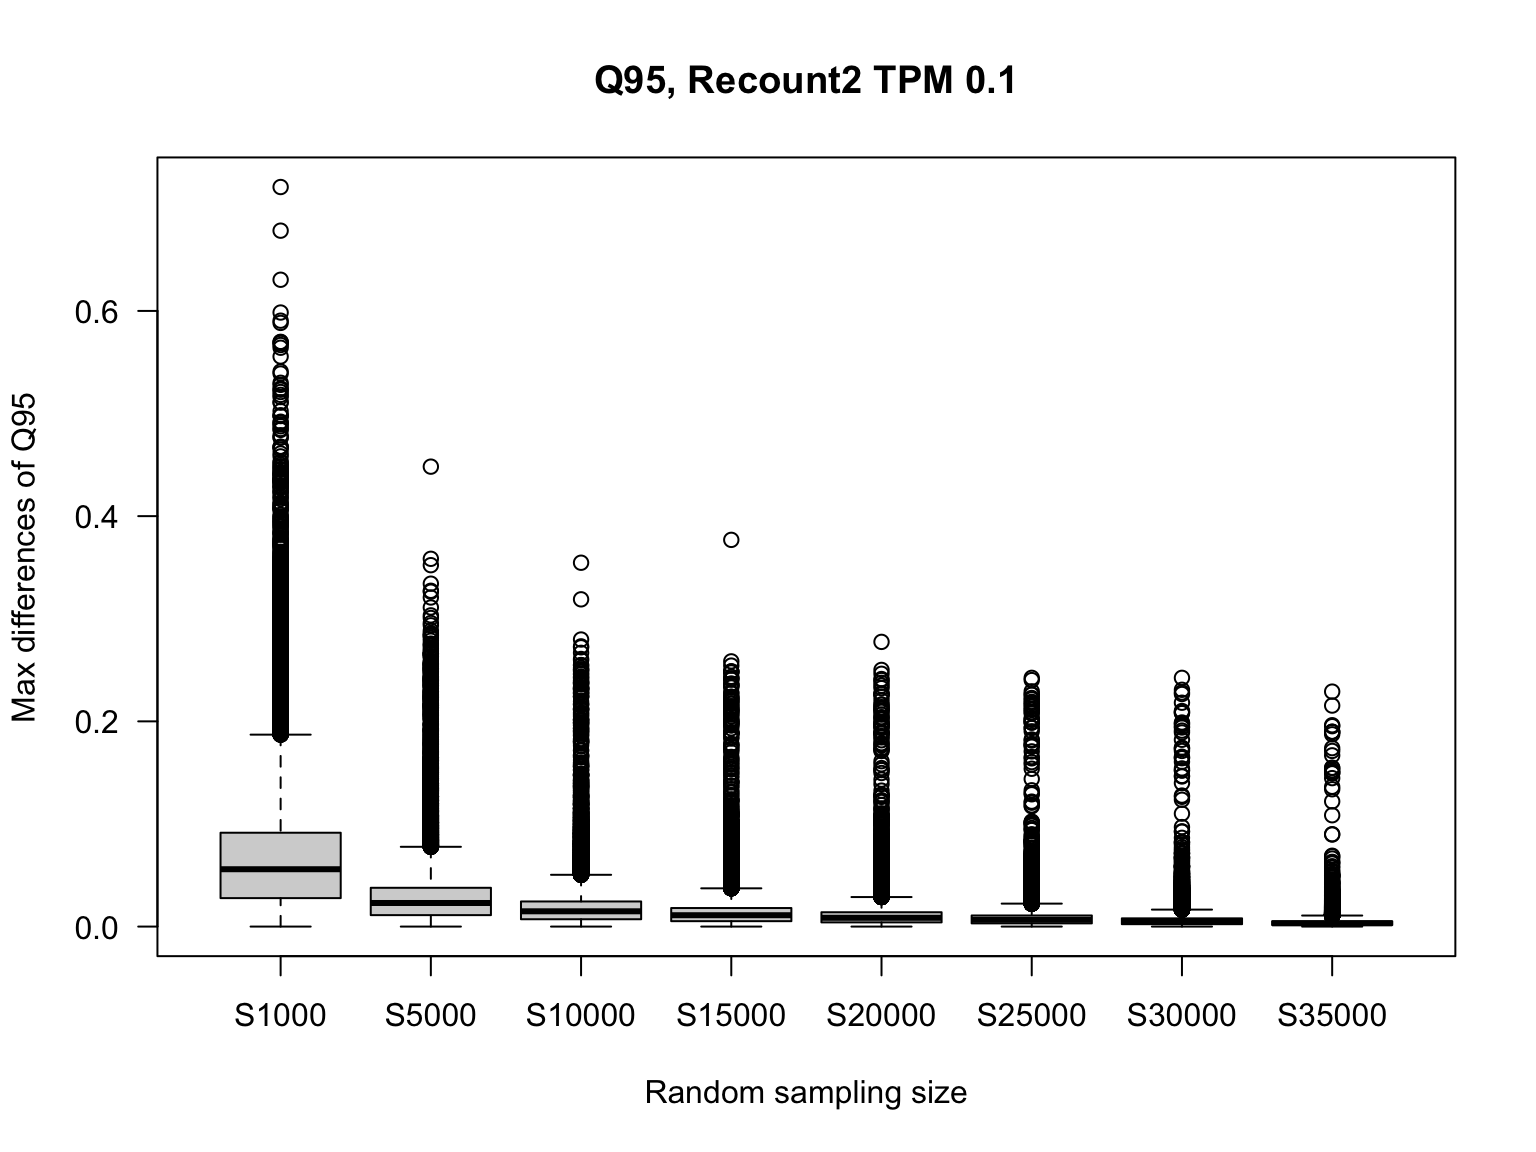 Q95, Recount2 TPM 0.1
Max differences of Q95
0.6
0.4
0.2
0.0
S1000 S5000 S10000 S15000 S20000 S25000 S30000 S35000
Random sampling size